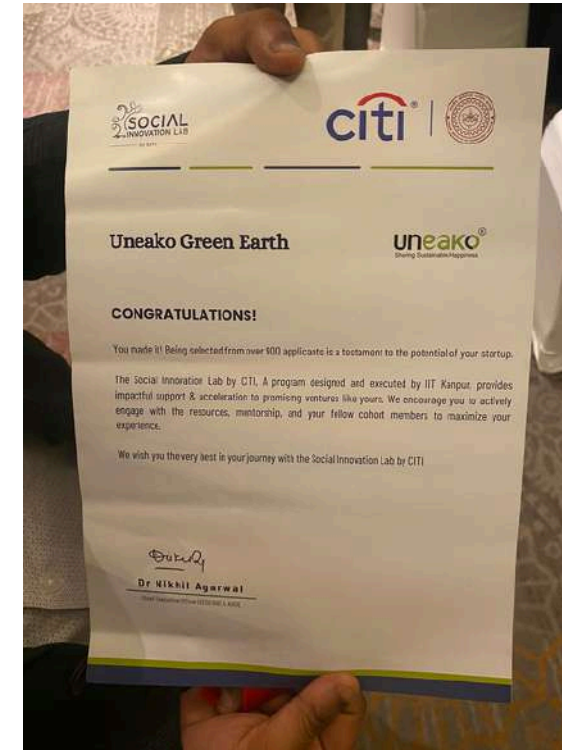 SOCIAL
INNOVATION LAB
citi
Uneako Green Earth
uneako
Sharing Sustainable Happiness
CONGRATULATIONS!
You made it! Being selected from over 900 applicants is a testament to the potential of your startup.
The Social Innovation Lab by CTI, A program designed and executed by IIT Kanpur, provides
impactful support & acceleration to promising ventures like yours. We encourage you to actively
engage with the resources, mentorship, and your fellow cohort members to maximize your
experience.
We wish you the very best in your journey with the Social Innovation Lab by CITI
Dr Nikhil Agarwal